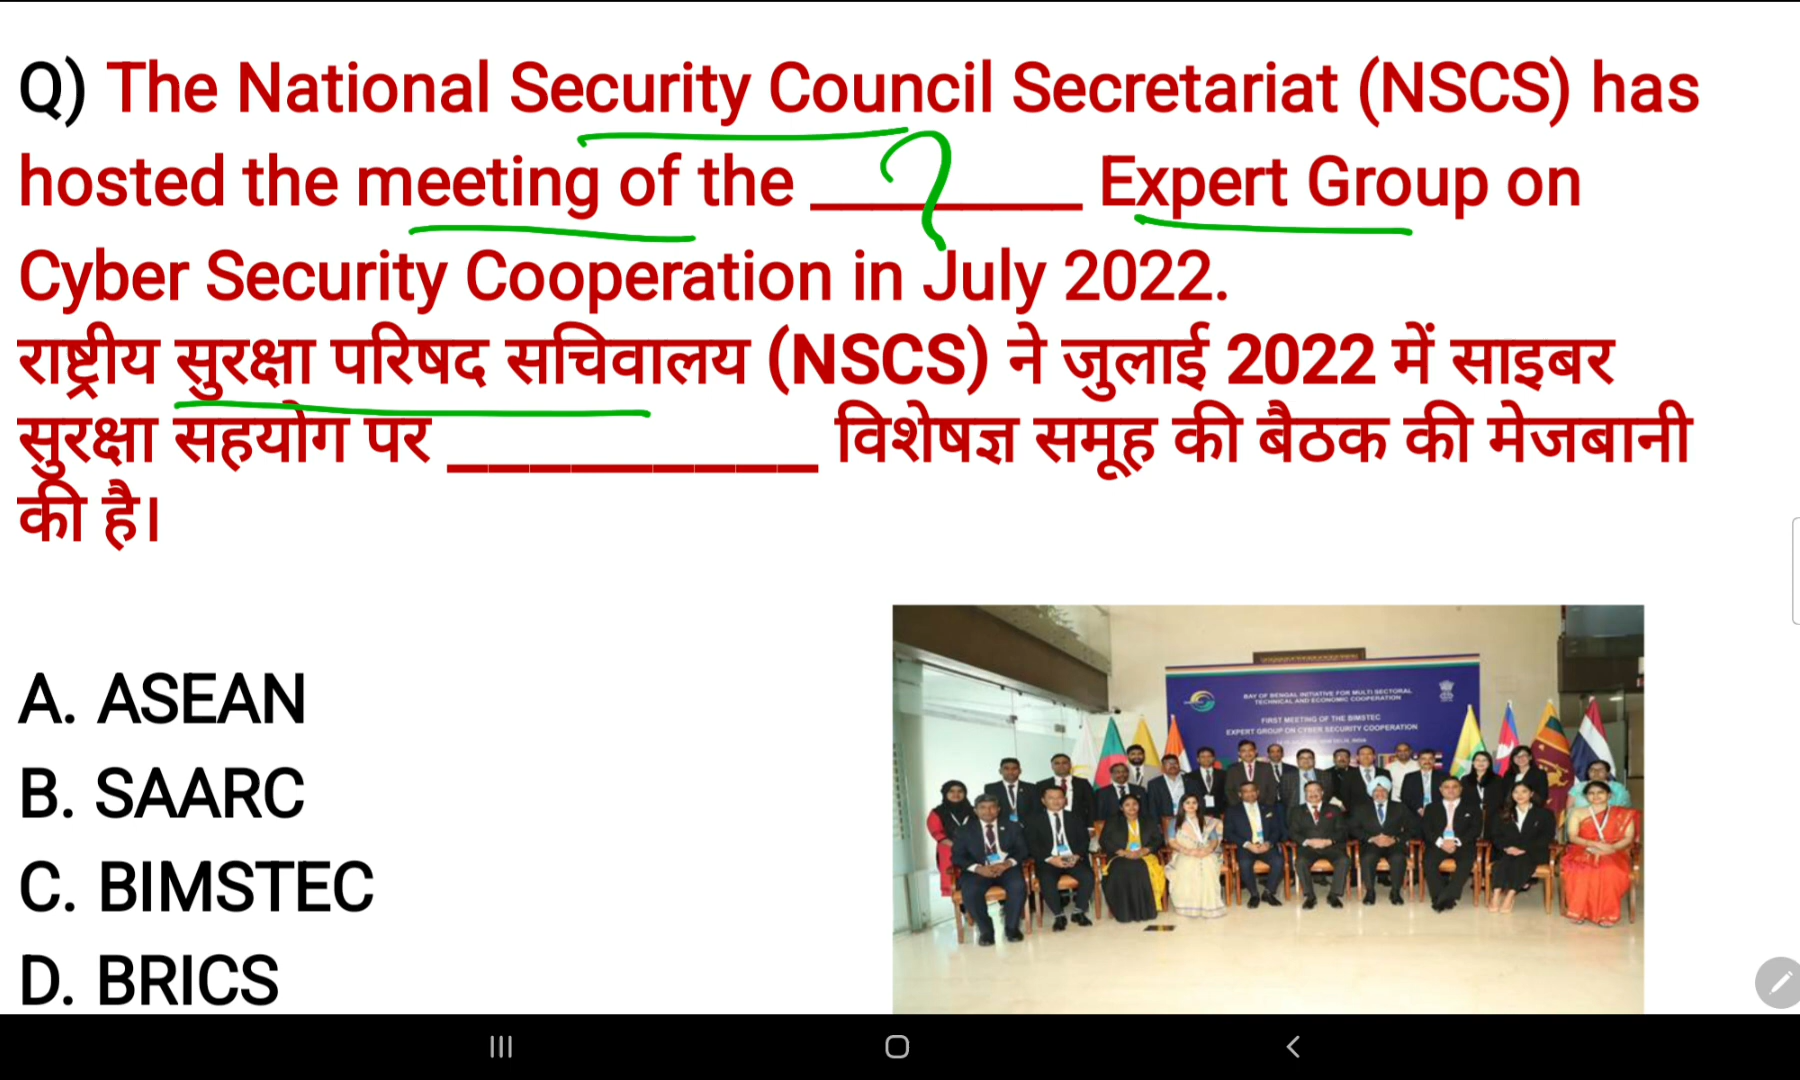 Q) The National Security Council Secretariat (NSCS) has
hosted the meeting of the ________ Expert Group on
Cyber Security Cooperation in July 2022.
राष्ट्रीय सुरक्षा परिषद सचिवालय (NSCS) ने जुलाई 2022 में साइबर
सुरक्षा सहयोग पर _________ विशेषज्ञ समूह की बैठक की मेजबानी
की है।
?
A. ASEAN
B. SAARC
C. BIMSTEC
D. BRICS
BAY OF BENGAL INITIATIVE FOR MULTI SECTORAL
TECHNICAL AND ECONOMIC COOPERATION
FIRST MEETING OF THE BIMSTEC
EXPERT GROUP ON CYBER SECURITY COOPERATION